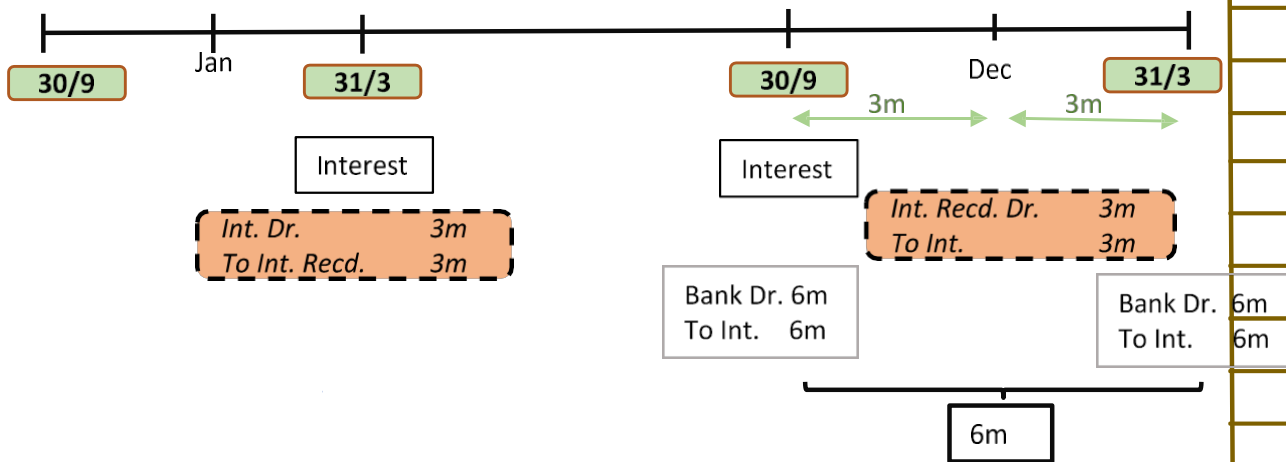 Jan
Dec
30/9
31/3
30/9
31/3
3m
3m
Interest
Interest
Int. Dr. 3m
To Int. Recd. 3m
Int. Recd. Dr. 3m
To Int. 3m
Bank Dr. 6m
To Int. 6m
Bank Dr. 6m
To Int. 6m
6m